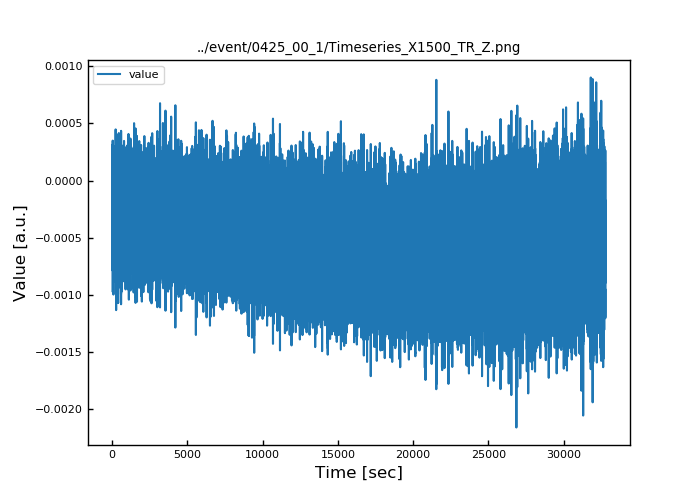 ../event/0425_00_1/Timeseries_X1500_TR_Z.png
value
0.0010
0.0005
0.0000
−0.0005
−0.0010
−0.0015
−0.0020
Value [a.u.]
0 5000 10000 15000 20000 25000 30000
Time [sec]